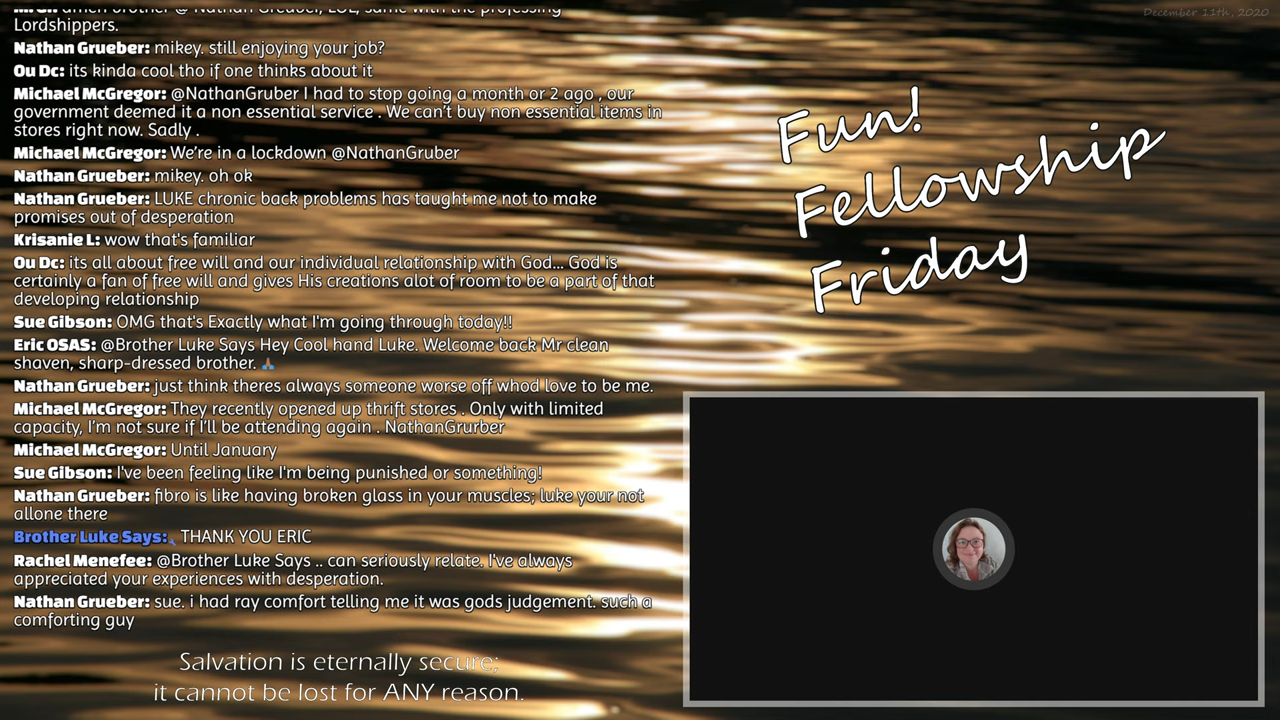 Mr. Ch: amen brother @ Nathan Greuber, LOL, same with the professing
Lordshippers.
Nathan Grueber: mikey. still enjoying your job?
Ou Dc: its kinda cool tho if one thinks about it
Michael McGregor: @NathanGruber I had to stop going a month or 2 ago , our
government deemed it a non essential service . We can't buy non essential items in
stores right now. Sadly .
Michael McGregor: We're in a lockdown @NathanGruber
Nathan Grueber: mikey. oh ok
Nathan Grueber: LUKE chronic back problems has taught me not to make
promises out of desperation
Krisanie L: wow that's familiar
Ou Dc: its all about free will and our individual relationship with God... God is
certainly a fan of free will and gives His creations alot of room to be a part of that
developing relationship
Sue Gibson: OMG that's Exactly what I'm going through today!!
Eric OSAS: @Brother Luke Says Hey Cool hand Luke. Welcome back Mr clean
shaven, sharp-dressed brother. 🙏
Nathan Grueber: just think theres always someone worse off whod love to be me.
Michael McGregor: They recently opened up thrift stores . Only with limited
capacity, I'm not sure if I'll be attending again . NathanGrurber
Michael McGregor: Until January
Sue Gibson: I've been feeling like I'm being punished or something!
Nathan Grueber: fibro is like having broken glass in your muscles; luke your not
allone there
Brother Luke Says: THANK YOU ERIC
Rachel Menefee: @Brother Luke Says .. can seriously relate. I've always
appreciated your experiences with desperation.
Nathan Grueber: sue. i had ray comfort telling me it was gods judgement. such a
comforting guy
Salvation is eternally secure;
it cannot be lost for ANY reason.
December 11th, 2020
Fun!
Fellowship
Friday